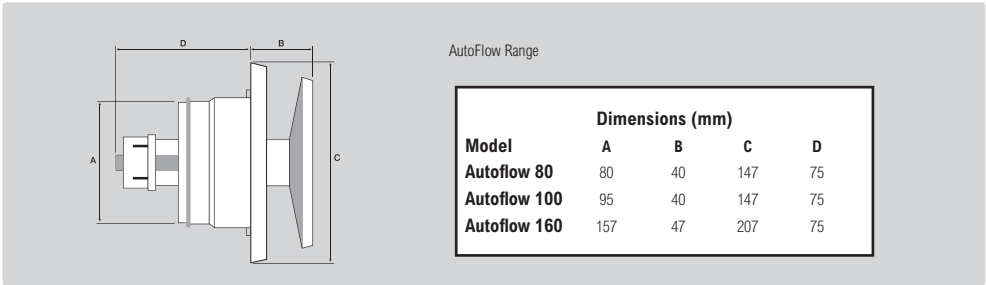 D
B
A
C
AutoFlow Range
Dimensions (mm)
Model A B C D
Autoflow 80 80 40 147 75
Autoflow 100 95 40 147 75
Autoflow 160 157 47 207 75